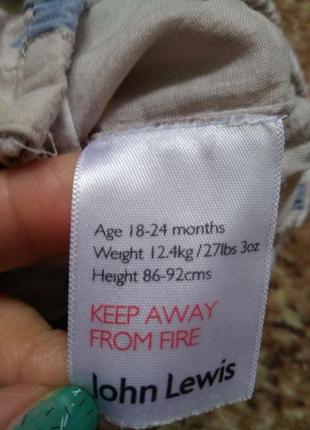 Age 18-24 months
Weight 12.4kg/27lbs 3oz
Height 86-92cms
KEEP AWAY
FROM FIRE
John Lewis